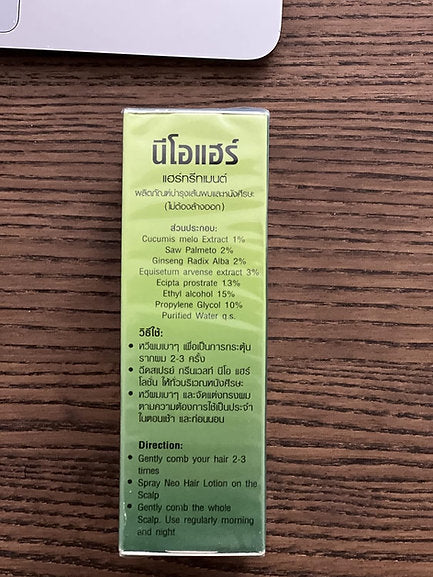 นีโอแฮร์
แฮร์ทรีทเมนต์
ผลิตภัณฑ์บำรุงเส้นผมและหนังศีรษะ
(ไม่ต้องล้างออก)
ส่วนประกอบ:
Cucumis melo Extract 1%
Saw Palmeto 2%
Ginseng Radix Alba 2%
Equisetum arvense extract 3%
Ecipta prostrate 1.3%
Ethyl alcohol 15%
Propylene Glycol 10%
Purified Water q.s.
วิธีใช้:
• หวีผมเบาๆ เพื่อเป็นการกระตุ้น
รากผม 2-3 ครั้ง
• ฉีดสเปรย์ กรีนเวลท์ นีโอ แฮร์
โลชั่น ให้ทั่วบริเวณหนังศีรษะ
• หวีผมเบาๆ และจัดแต่งทรงผม
ตามความต้องการใช้เป็นประจำ
ในตอนเช้า และก่อนนอน
Direction:
• Gently comb your hair 2-3
times
• Spray Neo Hair Lotion on the
Scalp
• Gently comb the whole
Scalp. Use regularly morning
and night